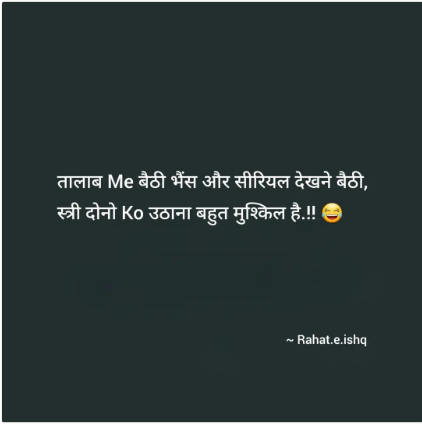 तालाब Me बैठी भैंस और सीरियल देखने बैठी,
स्त्री दोनो Ko उठाना बहुत मुश्किल है.!! 😂
~ Rahat.e.ishq